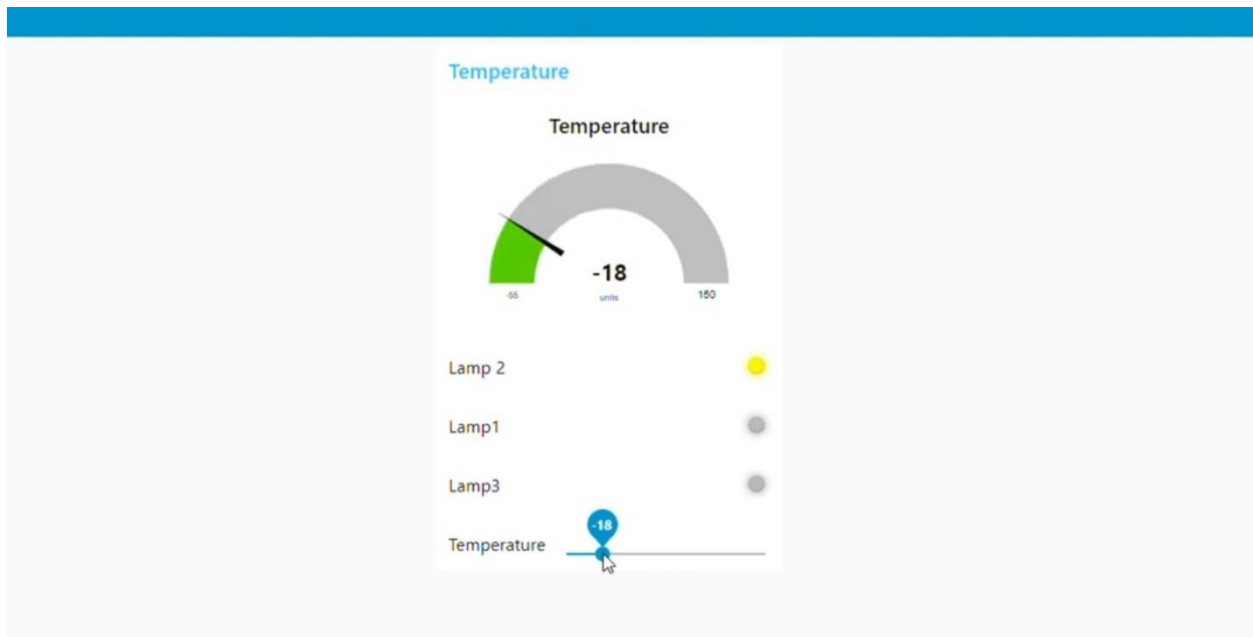 Temperature
Temperature
-18
-55 units 150
Lamp 2
Lamp1
Lamp3
-18
Temperature